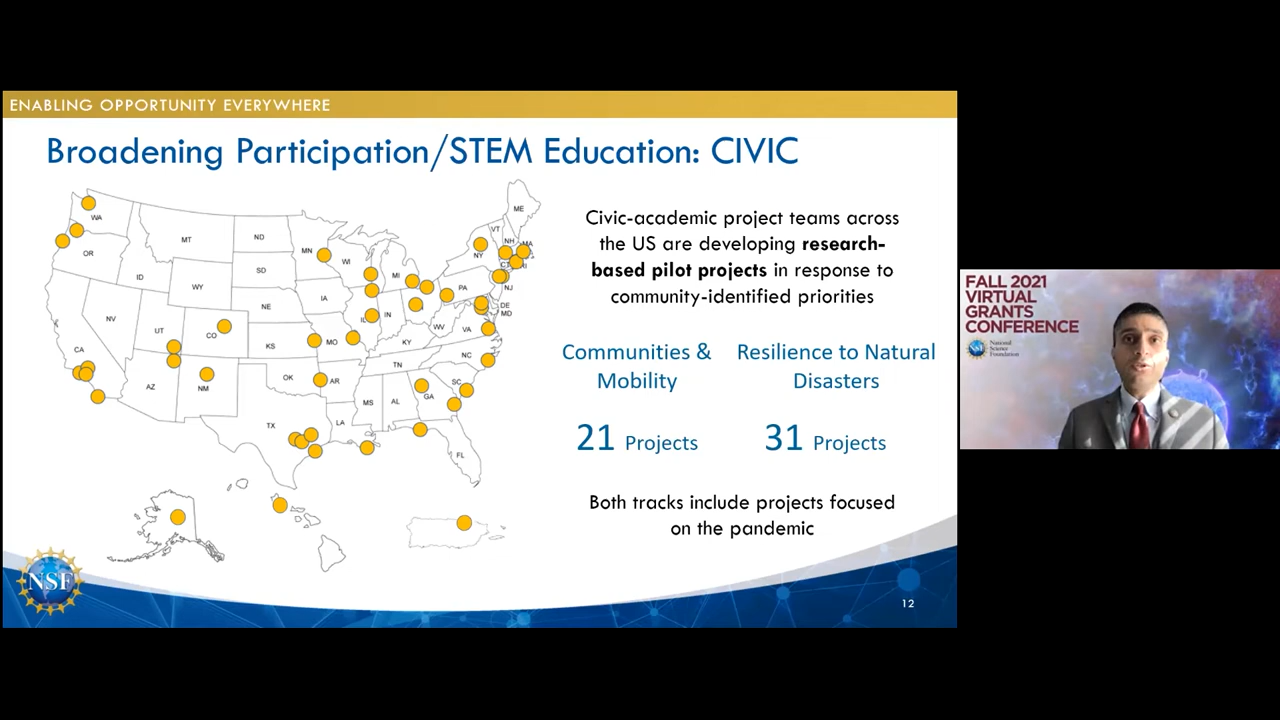 ENABLING OPPORTUNITY EVERYWHERE
Broadening Participation/STEM Education: CIVIC
Civic-academic project teams across
the US are developing research-
based pilot projects in response to
community-identified priorities
Communities &
Mobility
21 Projects
Resilience to Natural
Disasters
31 Projects
Both tracks include projects focused
on the pandemic
WA
OR
ID
MT
ND
SD
WY
NE
NV
UT
CO
KS
CA
AZ
NM
OK
TX
MN
IA
MO
AR
LA
WI
MI
IN
KY
TN
MS
AL
GA
FL
SC
NC
VA
WV
PA
NY
VT
NH
ME
MA
NJ
DE
MD
NSF
12
FALL 2021
VIRTUAL
GRANTS
CONFERENCE
NSF
National
Science
Foundation